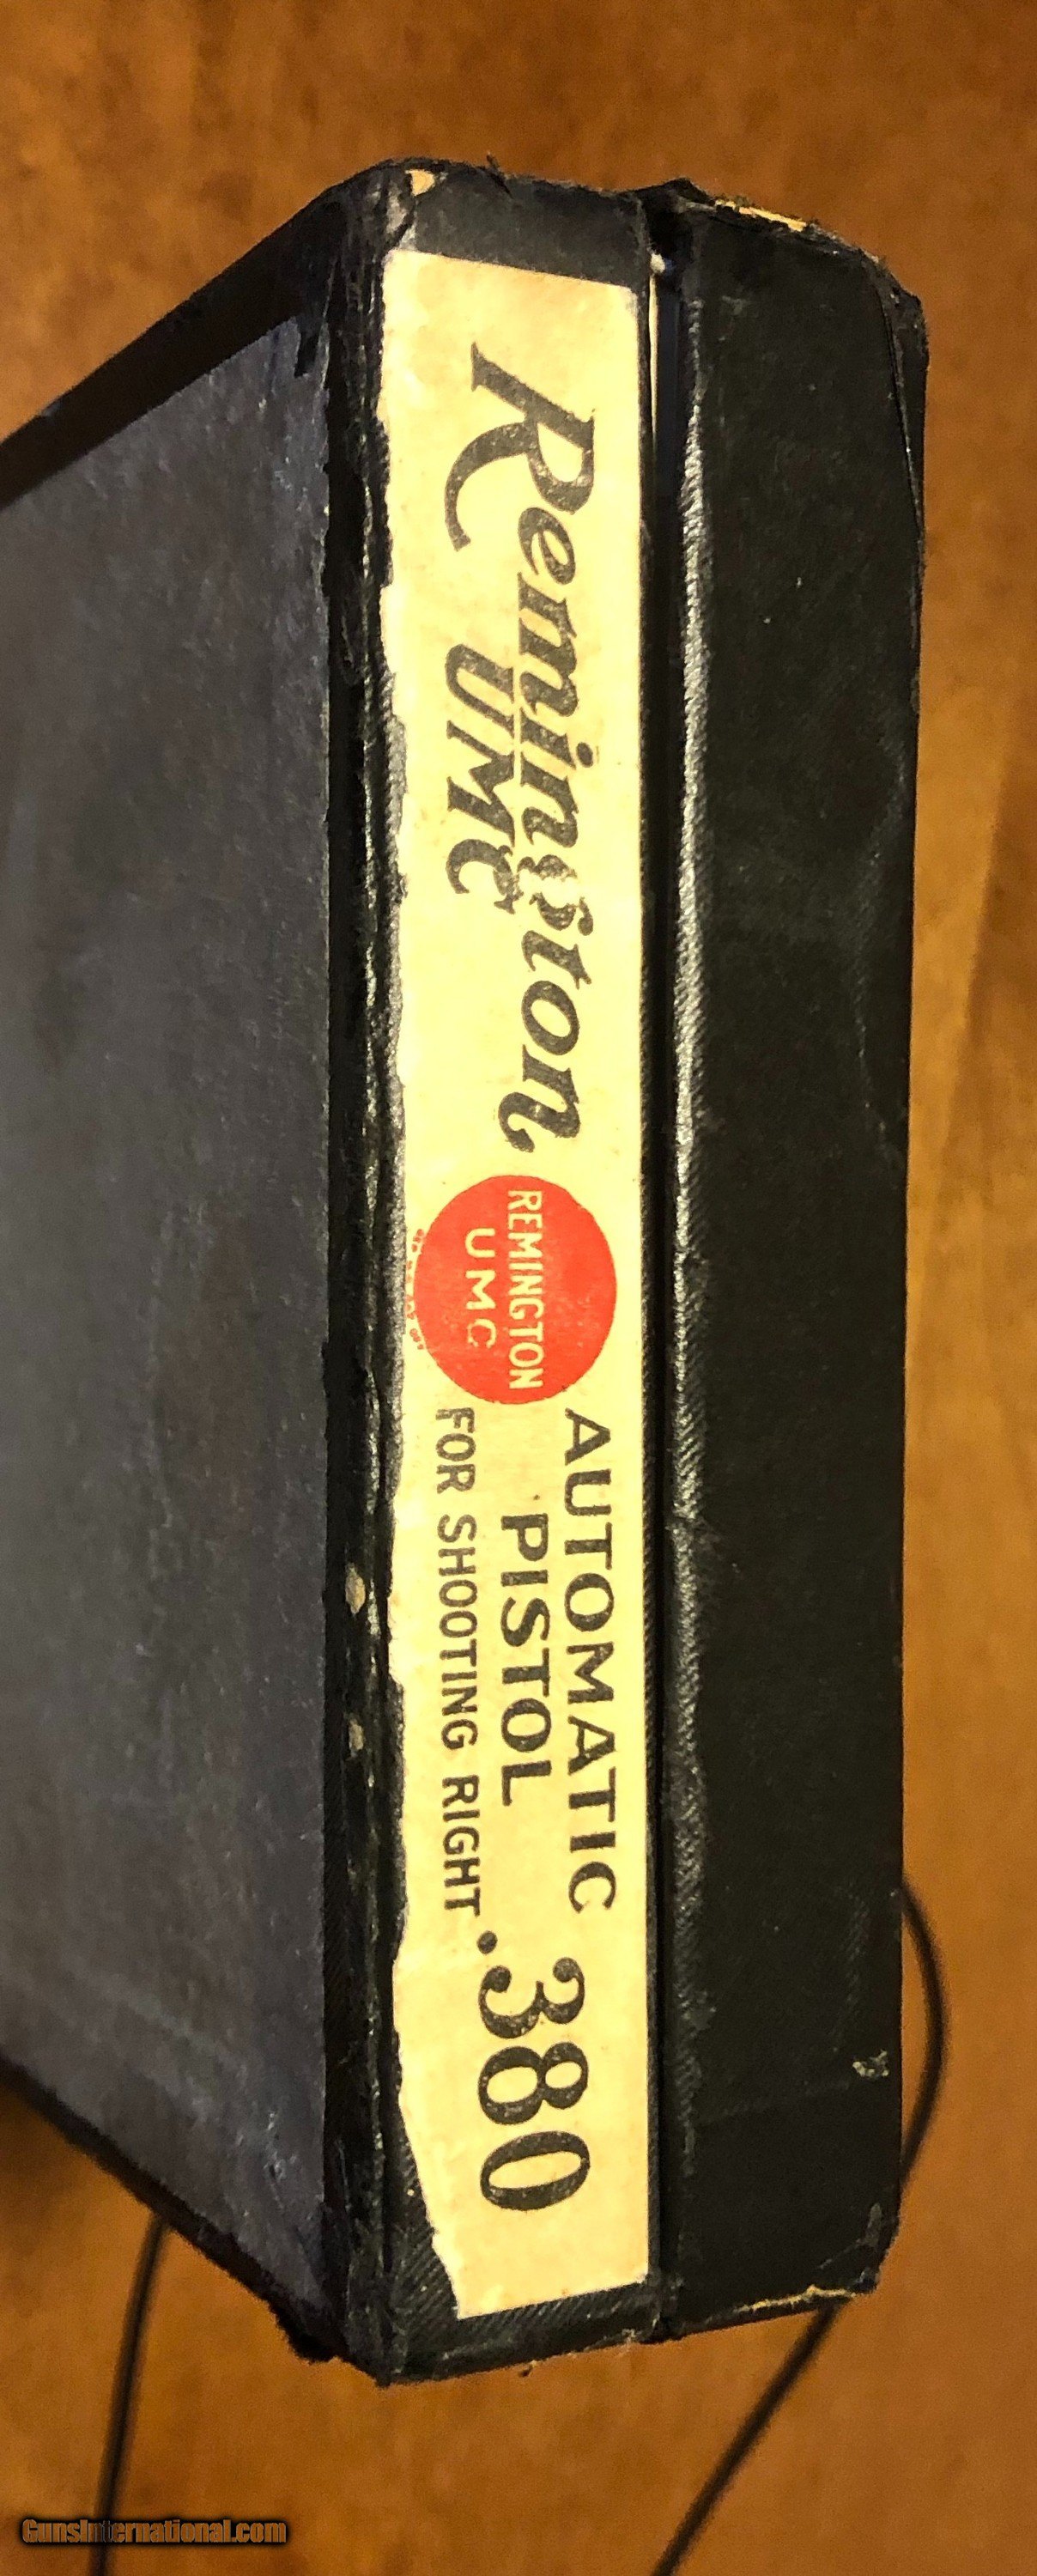 Remington
UMC
REMINGTON
UMC
AUTOMATIC
PISTOL
FOR SHOOTING RIGHT
.380
GunsInternational.com